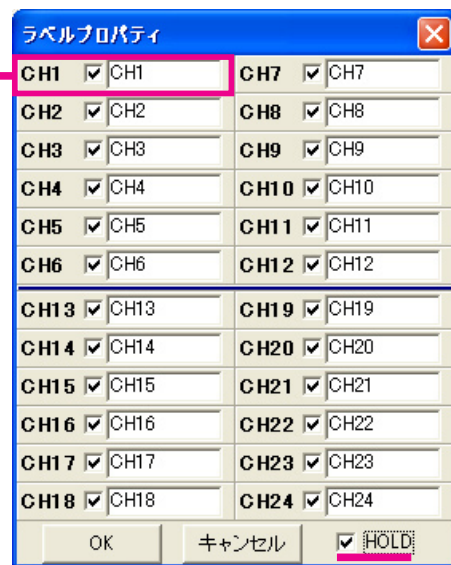 ラベルプロパティ
CH1 CH1 CH7 CH7
CH2 CH2 CH8 CH8
CH3 CH3 CH9 CH9
CH4 CH4 CH10 CH10
CH5 CH5 CH11 CH11
CH6 CH6 CH12 CH12
CH13 CH13 CH19 CH19
CH14 CH14 CH20 CH20
CH15 CH15 CH21 CH21
CH16 CH16 CH22 CH22
CH17 CH17 CH23 CH23
CH18 CH18 CH24 CH24
OK キャンセル HOLD